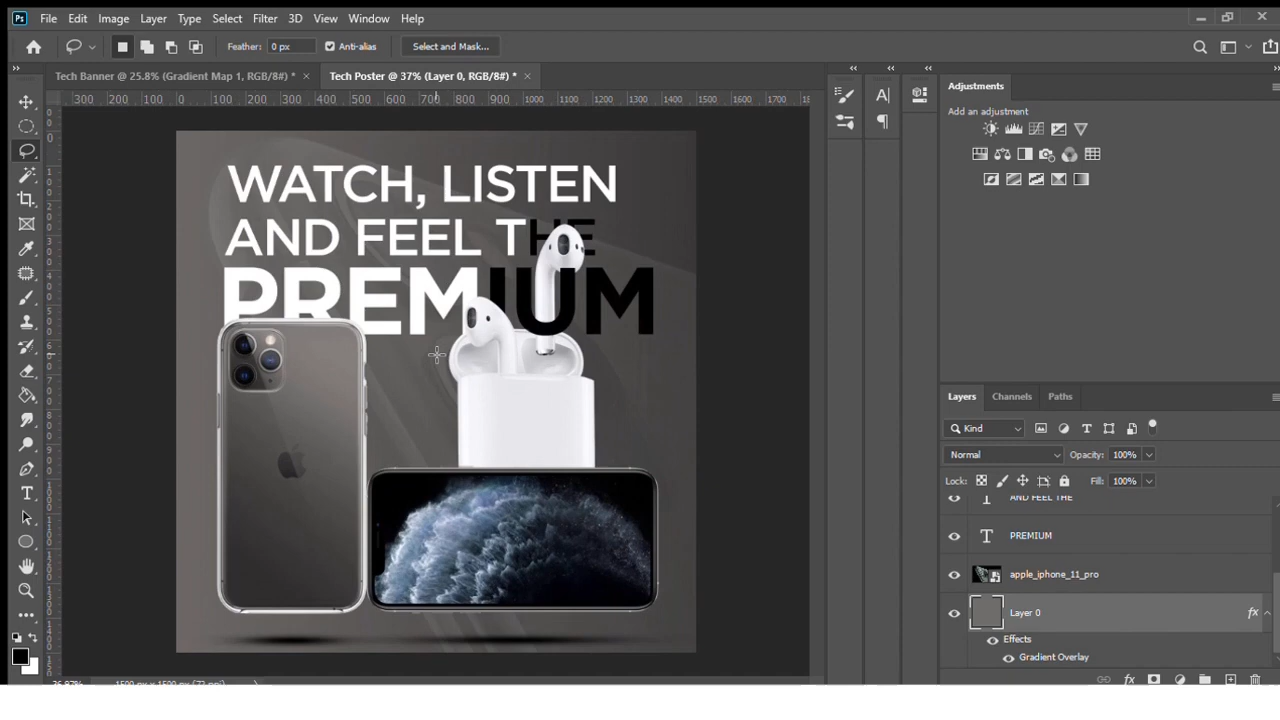 Ps File Edit Image Layer Type Select Filter 3D View Window Help
Feather: 0 px Anti-alias Select and Mask...
Tech Banner @ 25.8% (Gradient Map 1, RGB/8#) * × Tech Poster @ 37% (Layer 0, RGB/8#) * ×
300 200 100 0 100 200 300 400 500 600 700 800 900 1000 1100 1200 1300 1400 1500 1600 1700
Adjustments
Add an adjustment
WATCH, LISTEN
AND FEEL THE
PREMIUM
Layers Channels Paths
Kind
Normal Opacity: 100%
Lock: Fill: 100%
AND FEEL THE
PREMIUM
apple_iphone_11_pro
Layer 0 fx
Effects
Gradient Overlay
fx